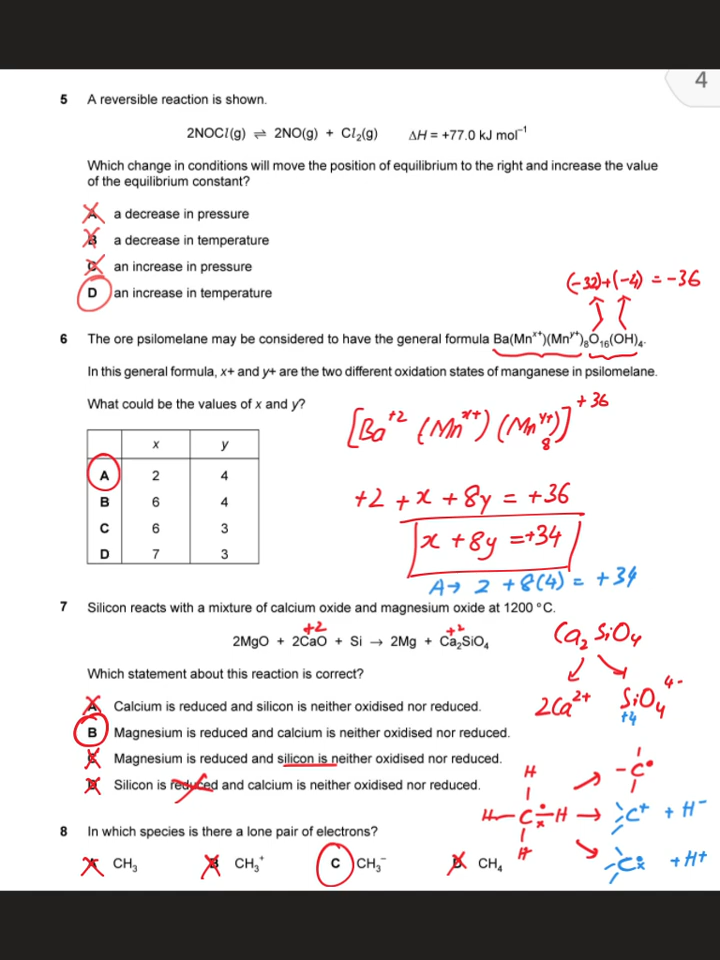 4
5 A reversible reaction is shown.
2NOCl(g) ⇌ 2NO(g) + Cl₂(g) ΔH = +77.0 kJ mol⁻¹
Which change in conditions will move the position of equilibrium to the right and increase the value
of the equilibrium constant?
A a decrease in pressure
B a decrease in temperature
C an increase in pressure
D an increase in temperature
(-32)+(-4) = -36
6 The ore psilomelane may be considered to have the general formula Ba(Mnˣ⁺)(Mnʸ⁺)₈O₁₆(OH)₄.
In this general formula, x+ and y+ are the two different oxidation states of manganese in psilomelane.
What could be the values of x and y?
x y
A 2 4
B 6 4
C 6 3
D 7 3
[Ba⁺² (Mnˣ⁺) (Mnʸ⁺)₈]⁺³⁶
+2 + x + 8y = +36
x + 8y = +34
A→ 2 + 8(4) = +34
7 Silicon reacts with a mixture of calcium oxide and magnesium oxide at 1200 °C.
+2 +2
2MgO + 2CaO + Si → 2Mg + Ca₂SiO₄
Which statement about this reaction is correct?
A Calcium is reduced and silicon is neither oxidised nor reduced.
B Magnesium is reduced and calcium is neither oxidised nor reduced.
C Magnesium is reduced and silicon is neither oxidised nor reduced.
D Silicon is reduced and calcium is neither oxidised nor reduced.
Ca₂SiO₄
2Ca²⁺ SiO₄⁴⁻
+4
8 In which species is there a lone pair of electrons?
A CH₃ B CH₃⁺ C CH₃⁻ D CH₄
H
H-C-H → C⁺ + H⁻
H
-C•
C + H⁺